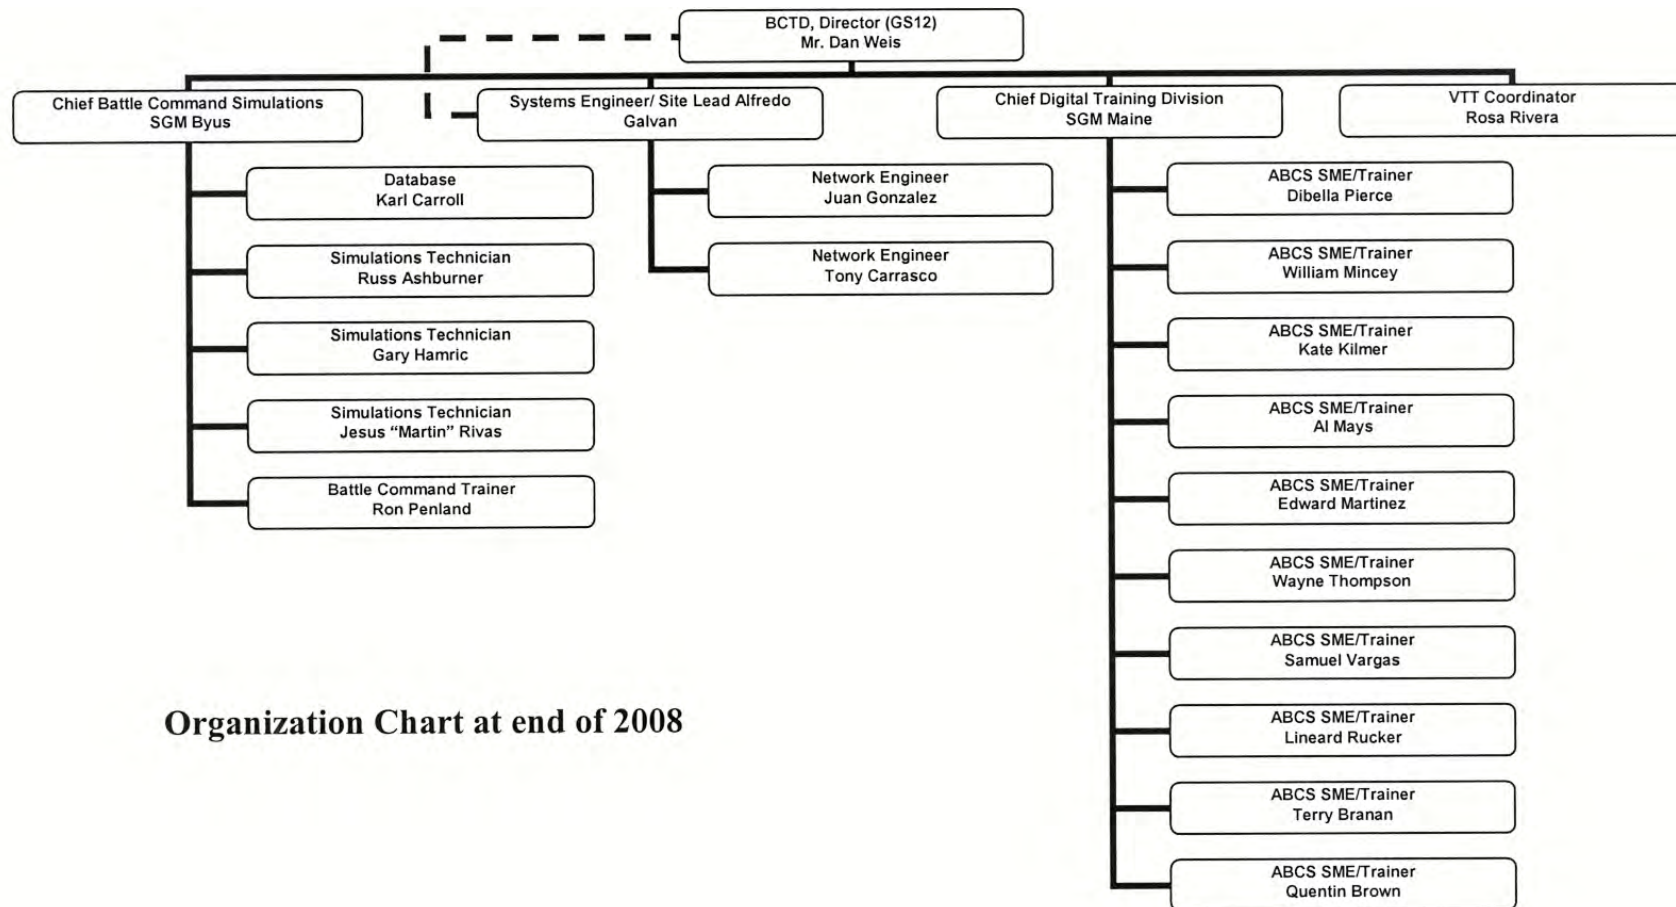 BCTD, Director (GS12)
Mr. Dan Weis
Chief Battle Command Simulations
SGM Byus
Systems Engineer/ Site Lead Alfredo
Galvan
Chief Digital Training Division
SGM Maine
VTT Coordinator
Rosa Rivera
Database
Karl Carroll
Simulations Technician
Russ Ashburner
Simulations Technician
Gary Hamric
Simulations Technician
Jesus “Martin” Rivas
Battle Command Trainer
Ron Penland
Network Engineer
Juan Gonzalez
Network Engineer
Tony Carrasco
ABCS SME/Trainer
Dibella Pierce
ABCS SME/Trainer
William Mincey
ABCS SME/Trainer
Kate Kilmer
ABCS SME/Trainer
Al Mays
ABCS SME/Trainer
Edward Martinez
ABCS SME/Trainer
Wayne Thompson
ABCS SME/Trainer
Samuel Vargas
ABCS SME/Trainer
Lineard Rucker
ABCS SME/Trainer
Terry Branan
ABCS SME/Trainer
Quentin Brown
Organization Chart at end of 2008